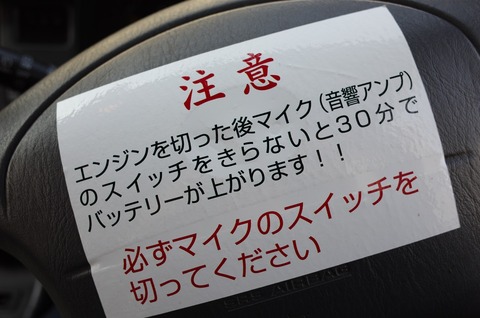 注意
エンジンを切った後マイク(音響アンプ)
のスイッチをきらないと30分で
バッテリーが上がります!!
必ずマイクのスイッチを
切ってください
SRS AIRBAG